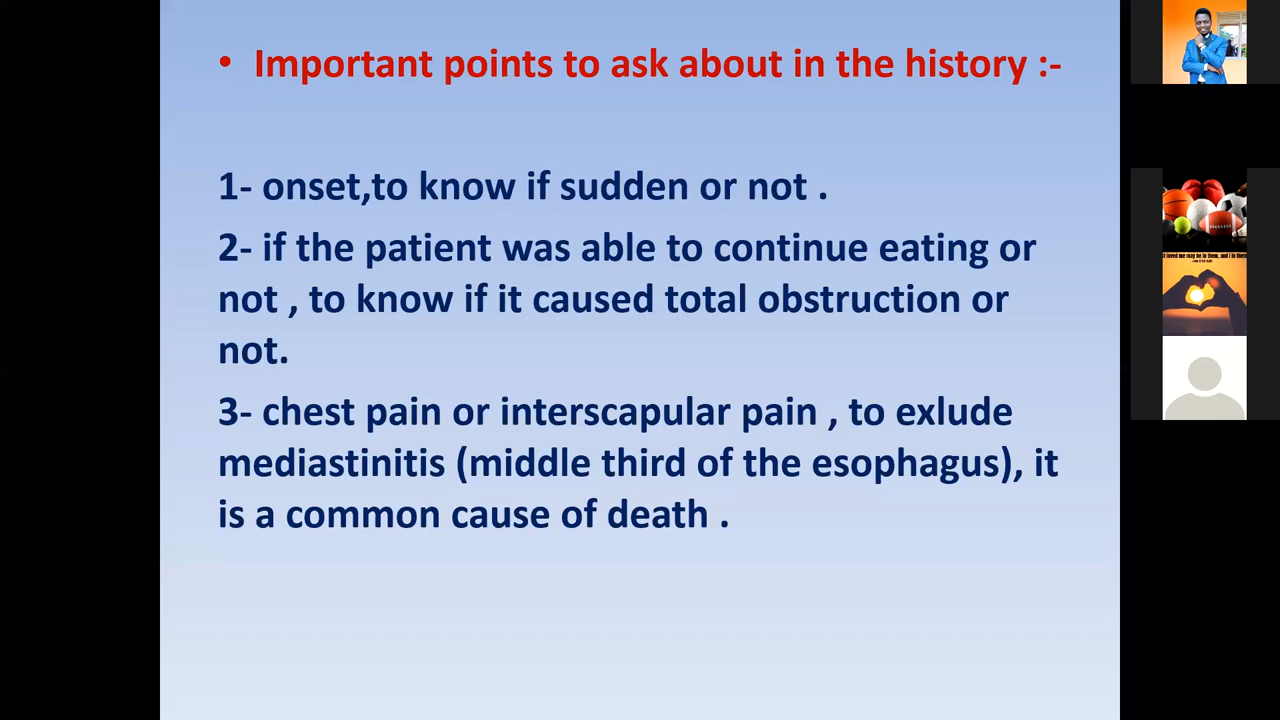 • Important points to ask about in the history :-
1- onset,to know if sudden or not .
2- if the patient was able to continue eating or
not , to know if it caused total obstruction or
not.
3- chest pain or interscapular pain , to exlude
mediastinitis (middle third of the esophagus), it
is a common cause of death .